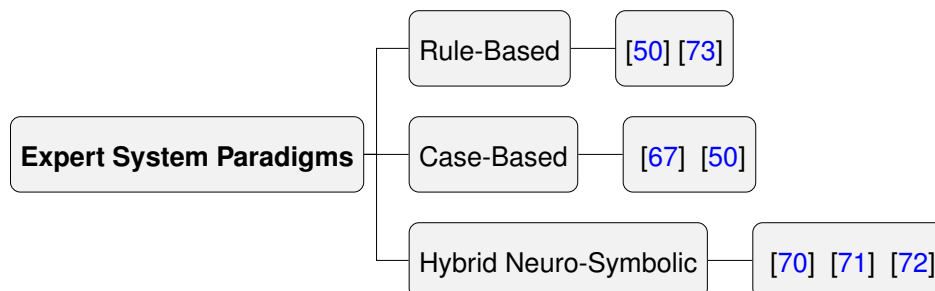 Rule-Based [50] [73]
Expert System Paradigms Case-Based [67] [50]
Hybrid Neuro-Symbolic [70] [71] [72]